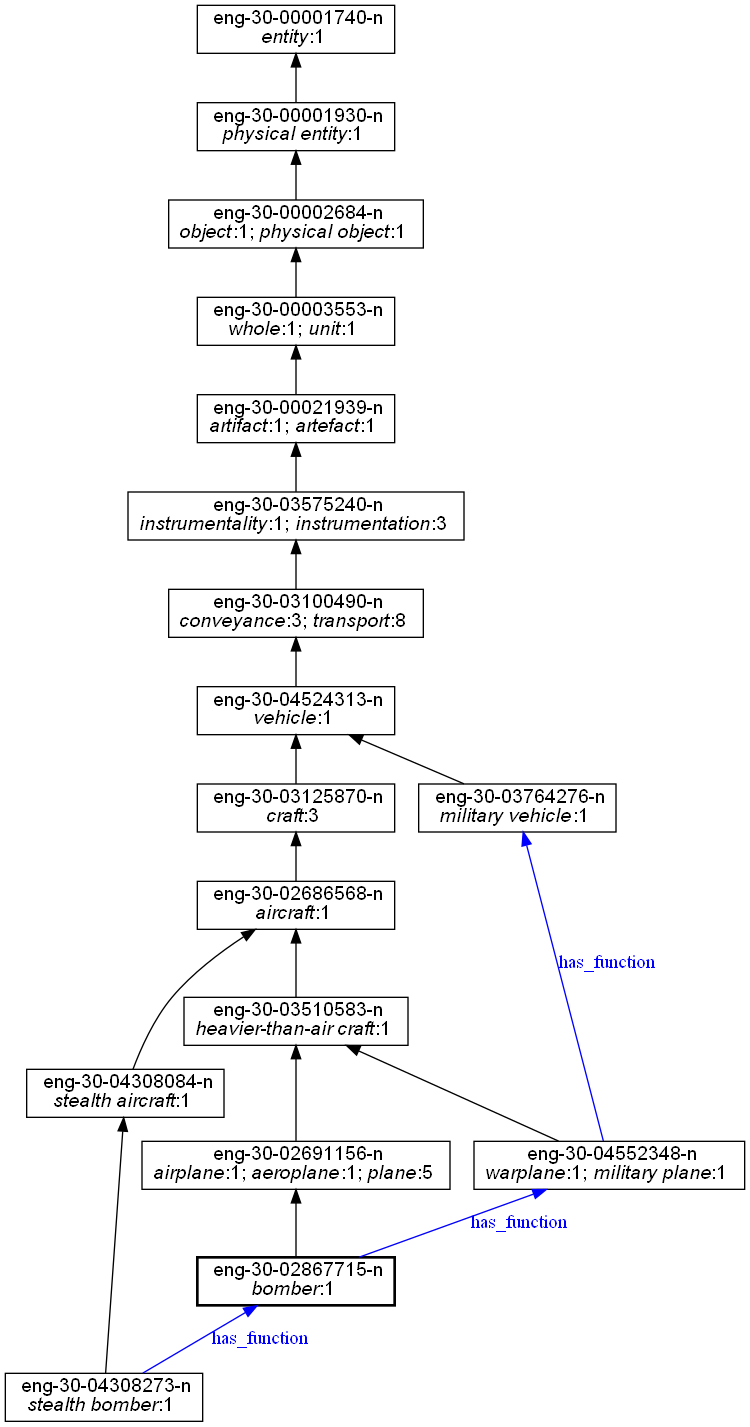 eng-30-00001740-n
entity:1
eng-30-00001930-n
physical entity:1
eng-30-00002684-n
object:1; physical object:1
eng-30-00003553-n
whole:1; unit:1
eng-30-00021939-n
artifact:1; artefact:1
eng-30-03575240-n
instrumentality:1; instrumentation:3
eng-30-03100490-n
conveyance:3; transport:8
eng-30-04524313-n
vehicle:1
eng-30-03125870-n
craft:3
eng-30-03764276-n
military vehicle:1
eng-30-02686568-n
aircraft:1
has_function
eng-30-03510583-n
heavier-than-air craft:1
eng-30-04308084-n
stealth aircraft:1
eng-30-02691156-n
airplane:1; aeroplane:1; plane:5
eng-30-04552348-n
warplane:1; military plane:1
has_function
eng-30-02867715-n
bomber:1
has_function
eng-30-04308273-n
stealth bomber:1